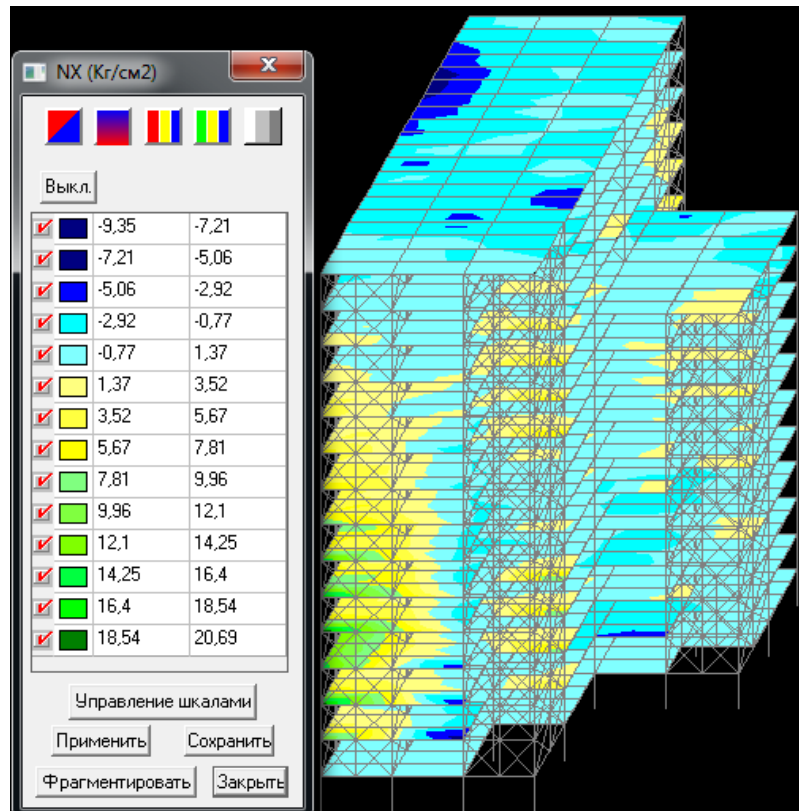 NX (Кг/см2)
Выкл.
-9,35 -7,21
-7,21 -5,06
-5,06 -2,92
-2,92 -0,77
-0,77 1,37
1,37 3,52
3,52 5,67
5,67 7,81
7,81 9,96
9,96 12,1
12,1 14,25
14,25 16,4
16,4 18,54
18,54 20,69
Управление шкалами
Применить Сохранить
Фрагментировать Закрыть